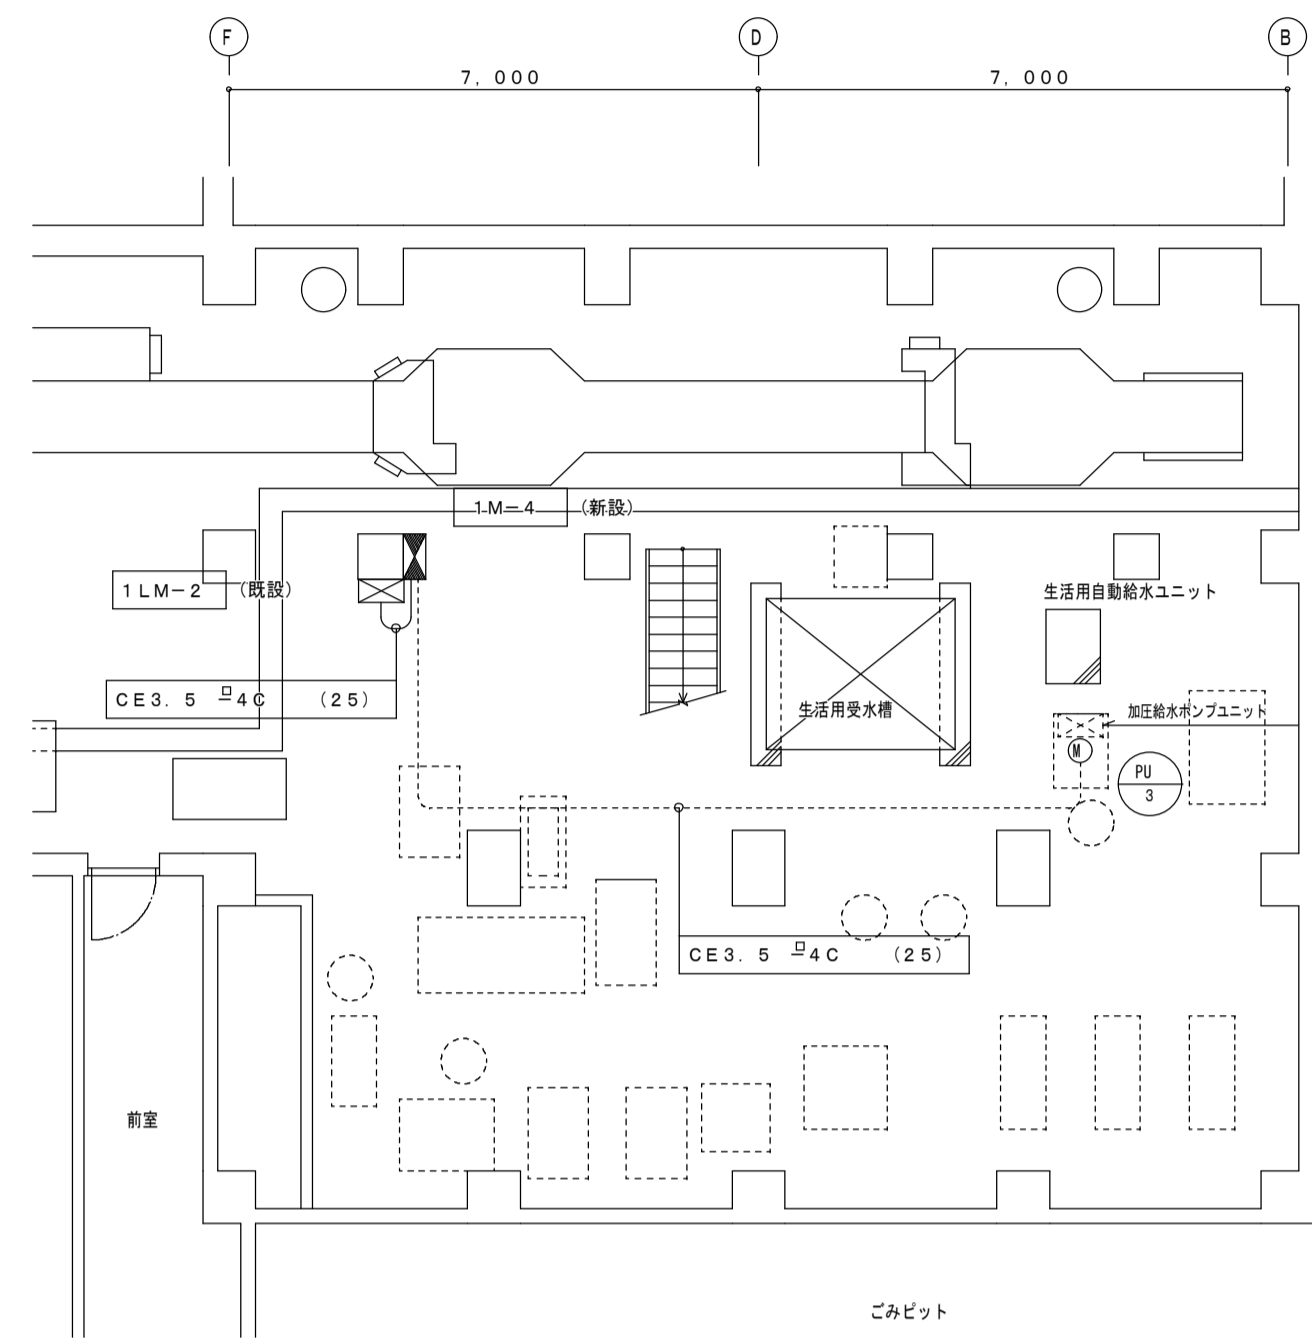 F
D
B
7,000
7,000
1M-4 (新設)
1LM-2 (既設)
生活用自動給水ユニット
CE3.5□-4C (25)
生活用受水槽
加圧給水ポンプユニット
M
PU
3
CE3.5□-4C (25)
前室
ごみピット